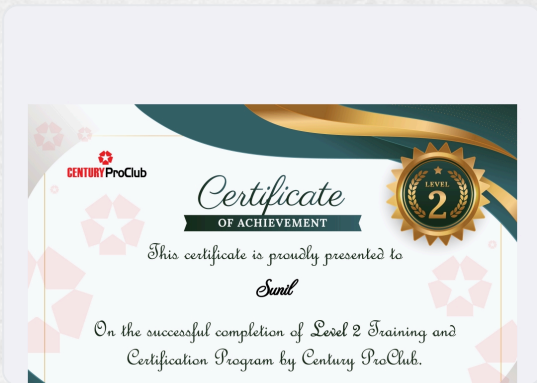 CENTURY ProClub
Certificate
OF ACHIEVEMENT
LEVEL
2
This certificate is proudly presented to
Sunil
On the successful completion of Level 2 Training and
Certification Program by Century ProClub.